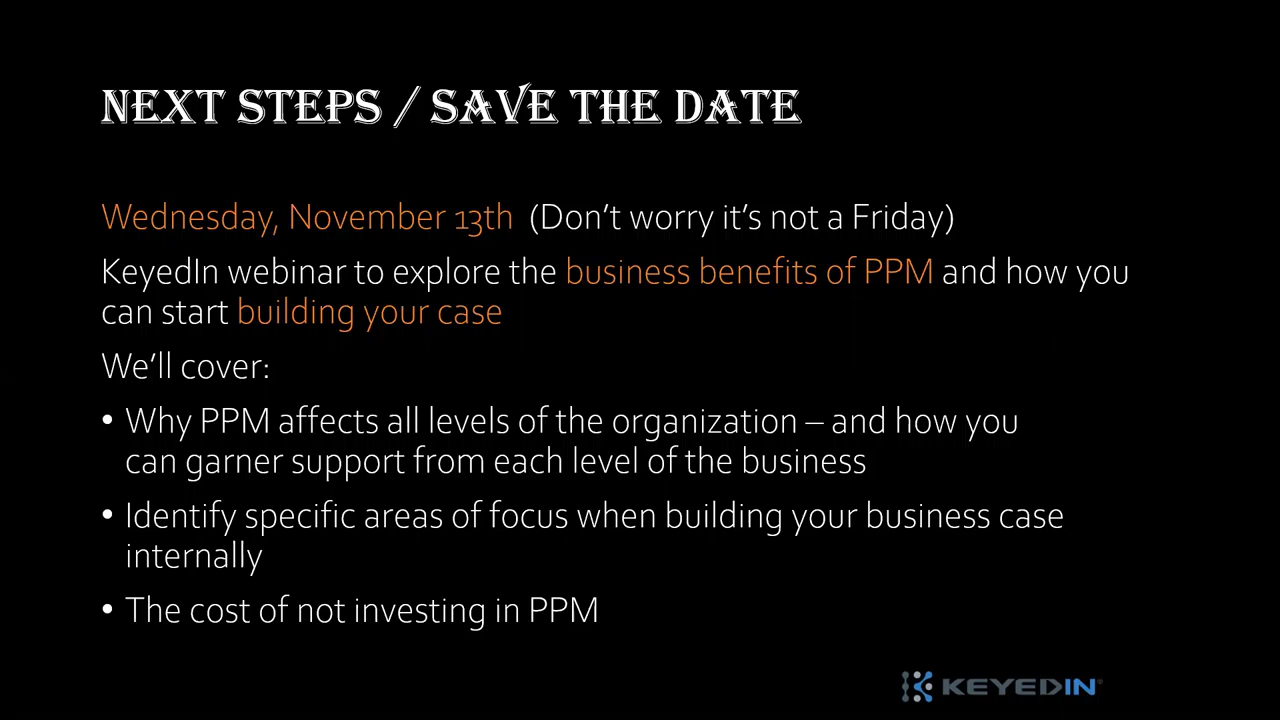 NEXT STEPS / SAVE THE DATE
Wednesday, November 13th (Don't worry it's not a Friday)
KeyedIn webinar to explore the business benefits of PPM and how you
can start building your case
We'll cover:
• Why PPM affects all levels of the organization – and how you
can garner support from each level of the business
• Identify specific areas of focus when building your business case
internally
• The cost of not investing in PPM
KEYEDIN